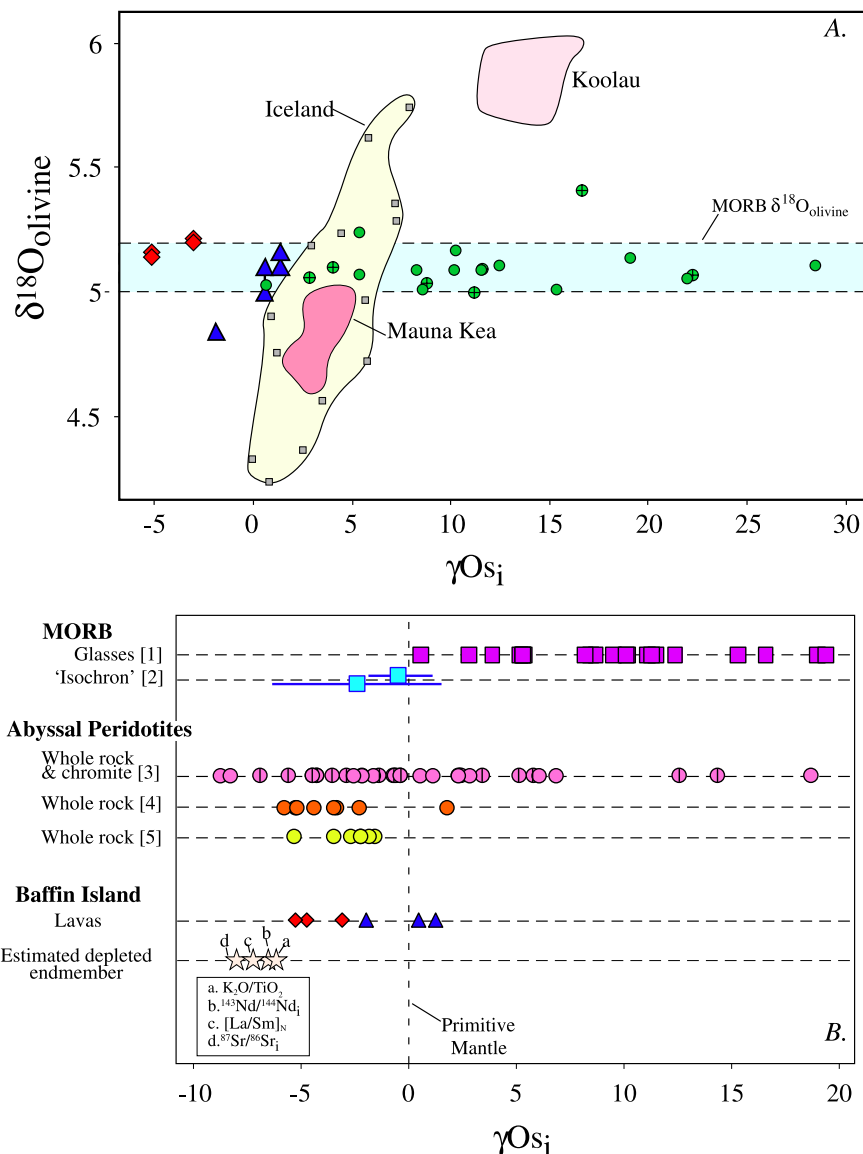 A.
6
5.5
5
4.5
δ¹⁸Oolivine
Iceland
Koolau
MORB δ¹⁸Oolivine
Mauna Kea
-5 0 5 10 15 20 25 30
γOsi
MORB
Glasses [1]
'Isochron' [2]
Abyssal Peridotites
Whole rock
& chromite [3]
Whole rock [4]
Whole rock [5]
Baffin Island
Lavas
d c b a
Estimated depleted
endmember
a. K₂O/TiO₂
b.¹⁴³Nd/¹⁴⁴Ndi
c. [La/Sm]N
d.⁸⁷Sr/⁸⁶Sri
Primitive
Mantle
B.
-10 -5 0 5 10 15 20
γOsi